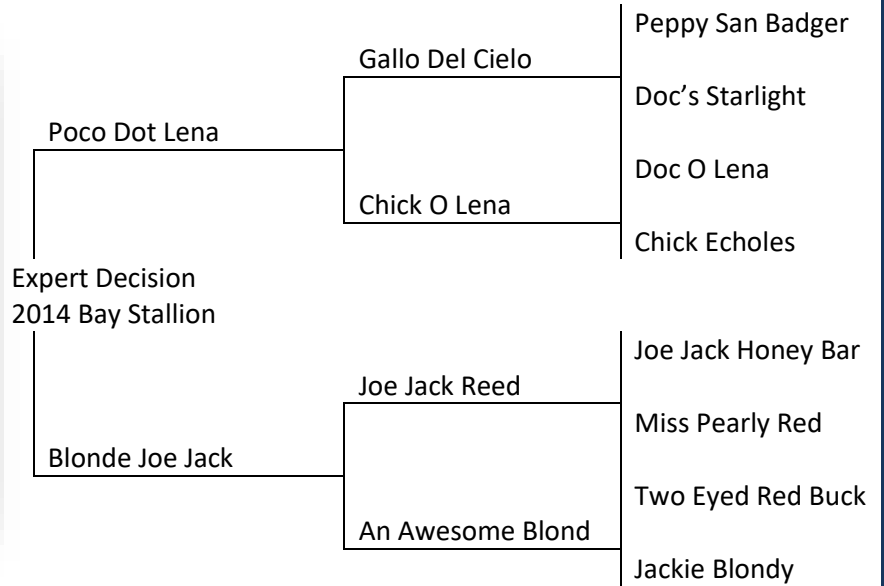 Peppy San Badger
Gallo Del Cielo
Doc’s Starlight
Poco Dot Lena
Doc O Lena
Chick O Lena
Chick Echoles
Expert Decision
2014 Bay Stallion
Joe Jack Honey Bar
Joe Jack Reed
Miss Pearly Red
Blonde Joe Jack
Two Eyed Red Buck
An Awesome Blond
Jackie Blondy